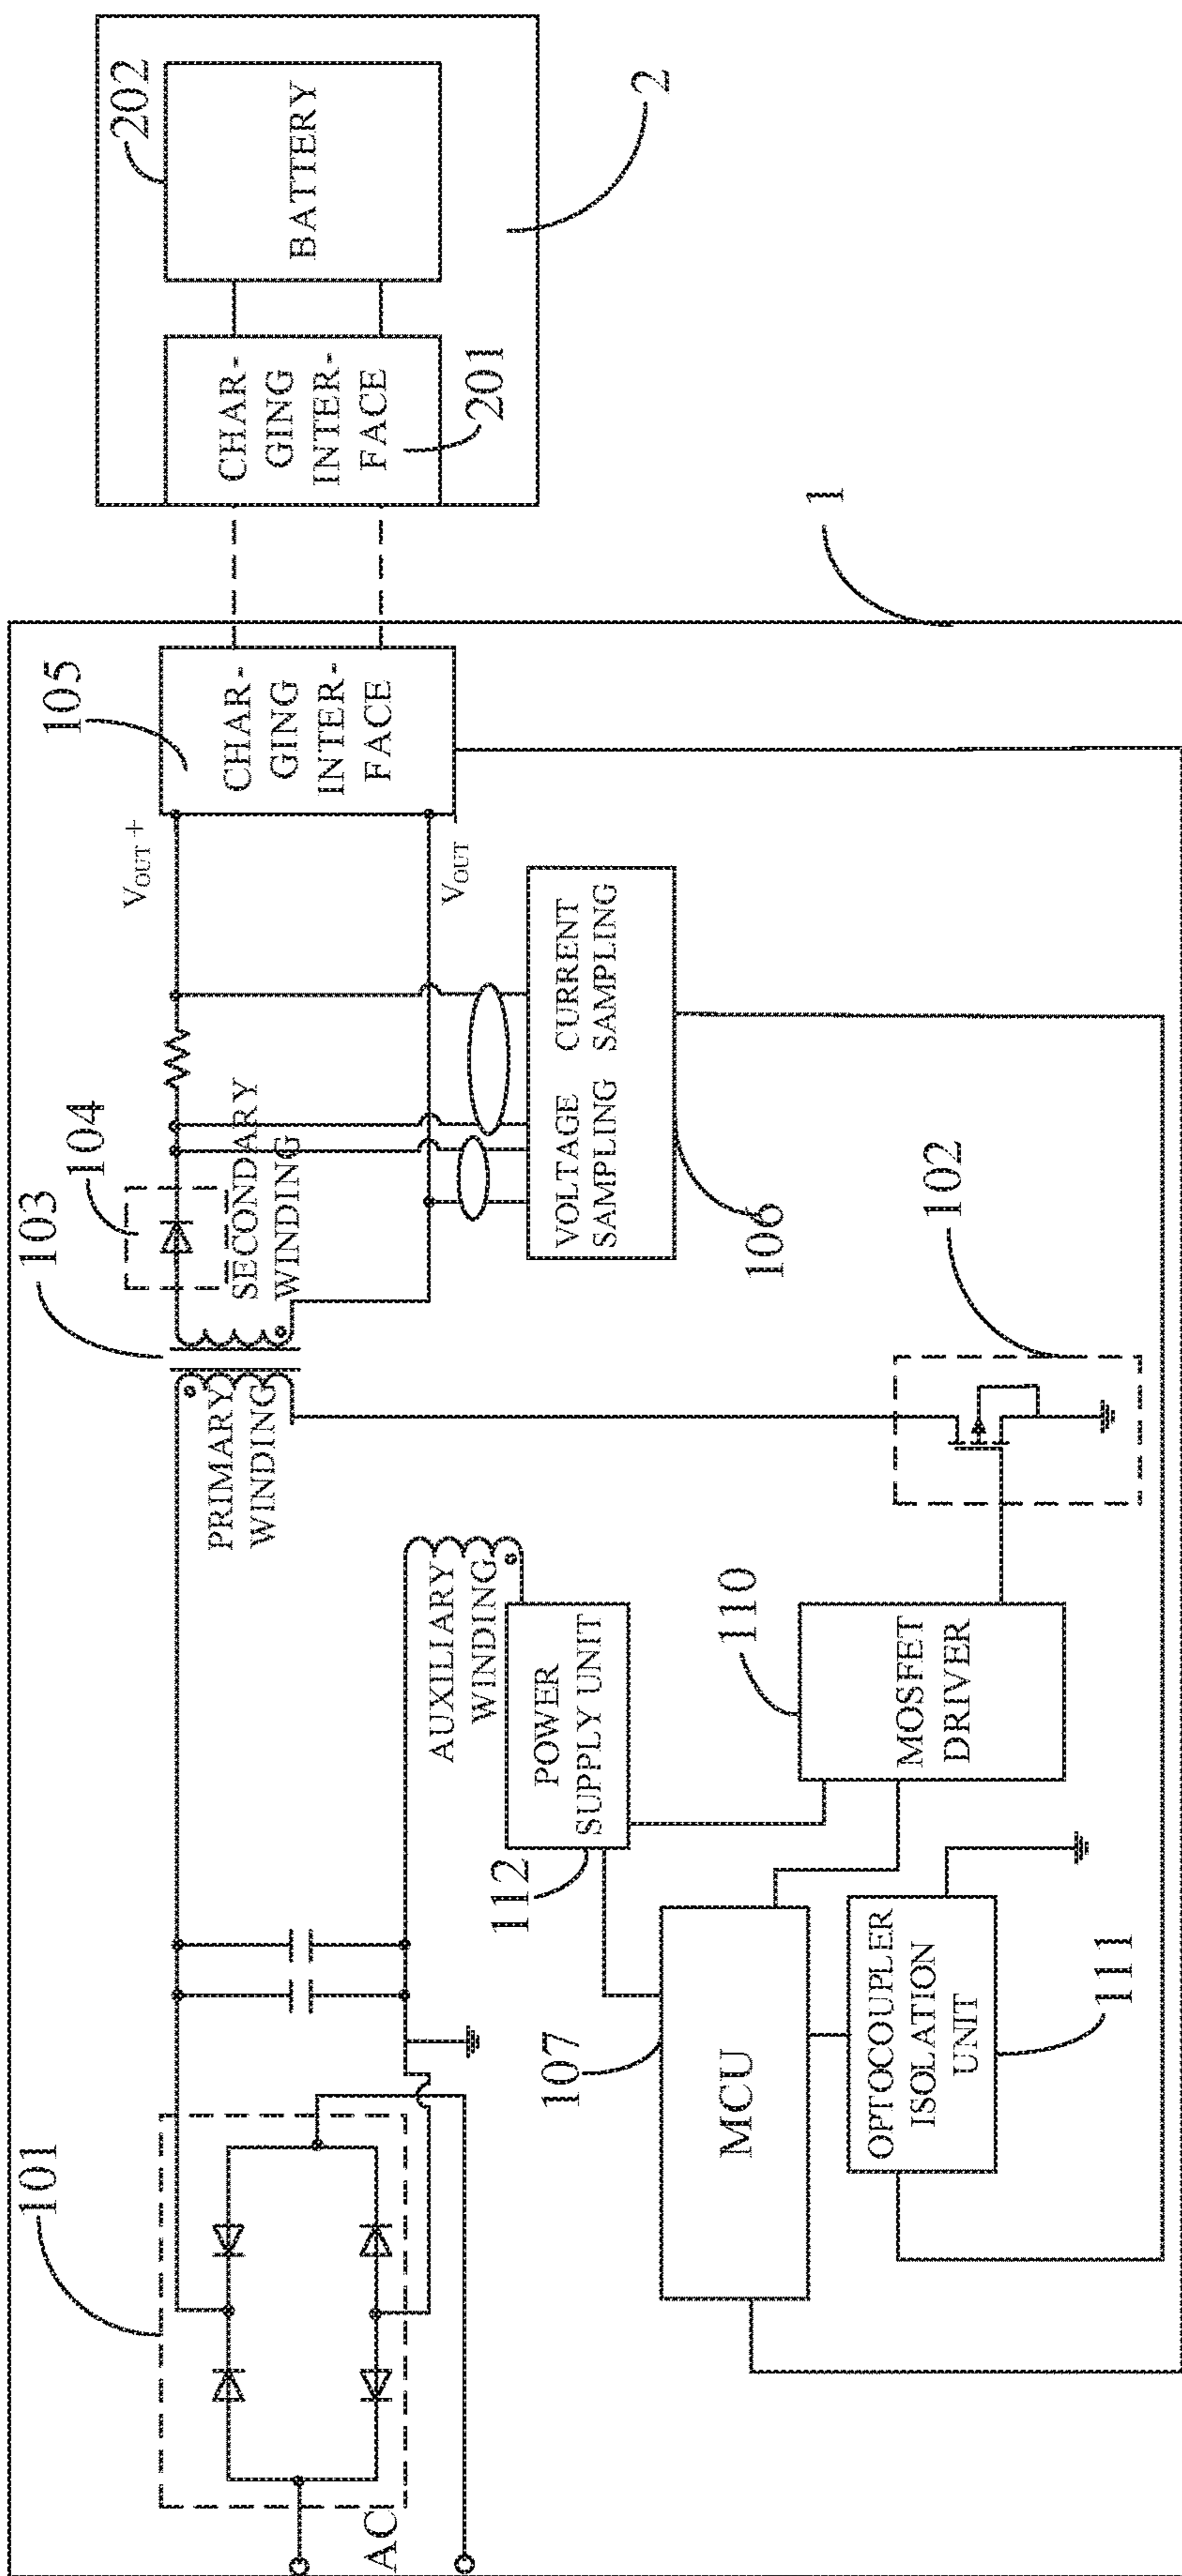 101
AC
PRIMARY
WINDING
103
104
SECONDARY
WINDING
V_OUT +
105
CHAR-
GING
INTER-
FACE
V_OUT -
202
BATTERY
CHAR-
GING
INTER-
FACE
201
2
1
AUXILIARY
WINDING
POWER
SUPPLY UNIT
112
VOLTAGE
SAMPLING
CURRENT
SAMPLING
106
107
MCU
110
MOSFET
DRIVER
102
OPTOCOUPLER
ISOLATION
UNIT
111